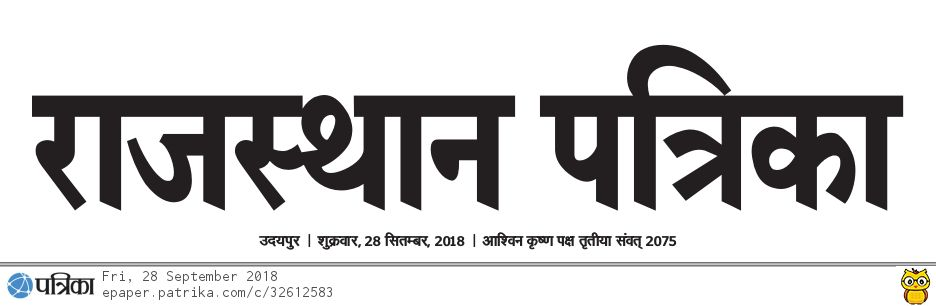 राजस्थान पत्रिका
उदयपुर | शुक्रवार, 28 सितम्बर, 2018 | आश्विन कृष्ण पक्ष तृतीया संवत् 2075
पत्रिका
Fri, 28 September 2018
epaper.patrika.com/c/32612583